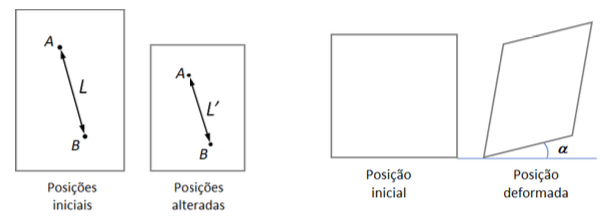 A
L
B
Posições
iniciais
A
L′
B
Posições
alteradas
Posição
inicial
α
Posição
deformada